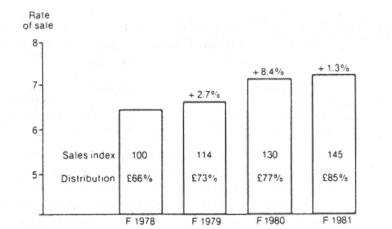 Rate
of sale
8
+ 8.4%
+ 1.3%
7
+ 2.7%
6
Sales index 100 114 130 145
5
Distribution £66% £73% £77% £85%
F 1978 F 1979 F 1980 F 1981